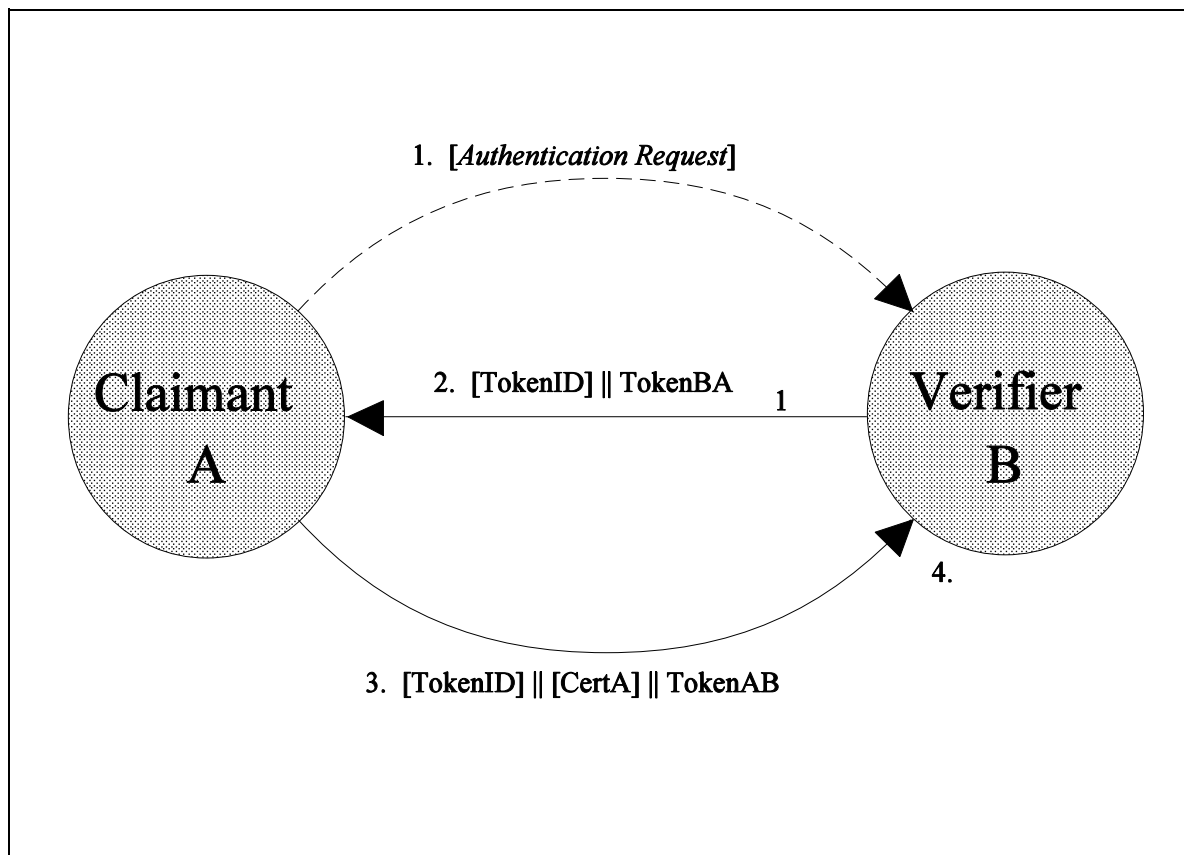 1. [Authentication Request]
2. [TokenID] || TokenBA
1
Claimant
A
Verifier
B
4.
3. [TokenID] || [CertA] || TokenAB